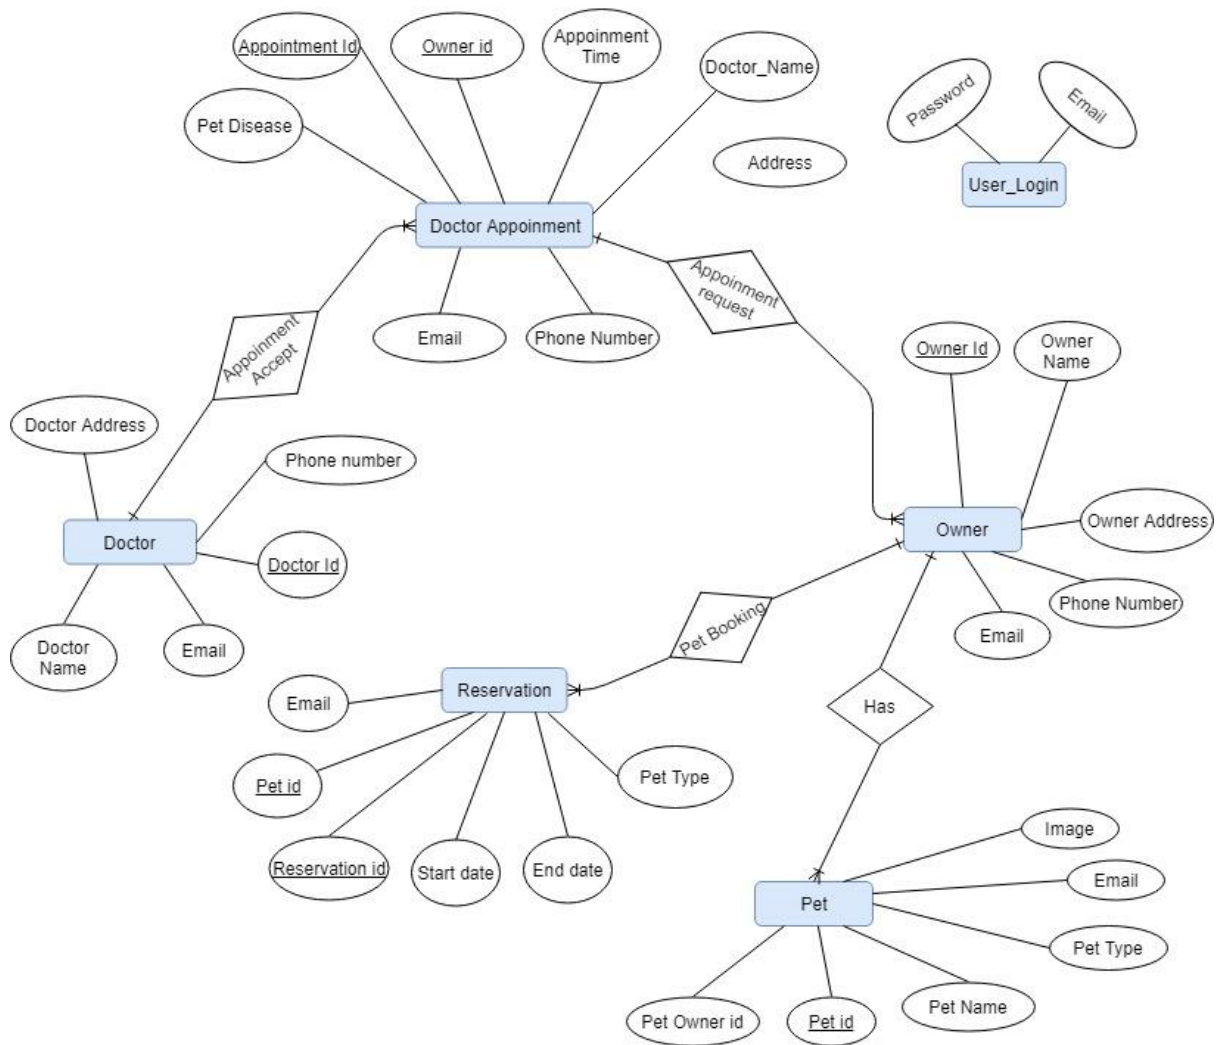 Appointment Id
Owner id
Appoinment
Time
Doctor_Name
Password
Email
Pet Disease
Address
User_Login
Doctor Appoinment
Appoinment
request
Appoinment
Accept
Email
Phone Number
Owner Id
Owner
Name
Doctor Address
Phone number
Owner Address
Doctor
Owner
Doctor Id
Phone Number
Pet Booking
Email
Doctor
Name
Email
Reservation
Email
Has
Pet id
Pet Type
Image
Reservation id
Start date
End date
Email
Pet
Pet Type
Pet Owner id
Pet id
Pet Name